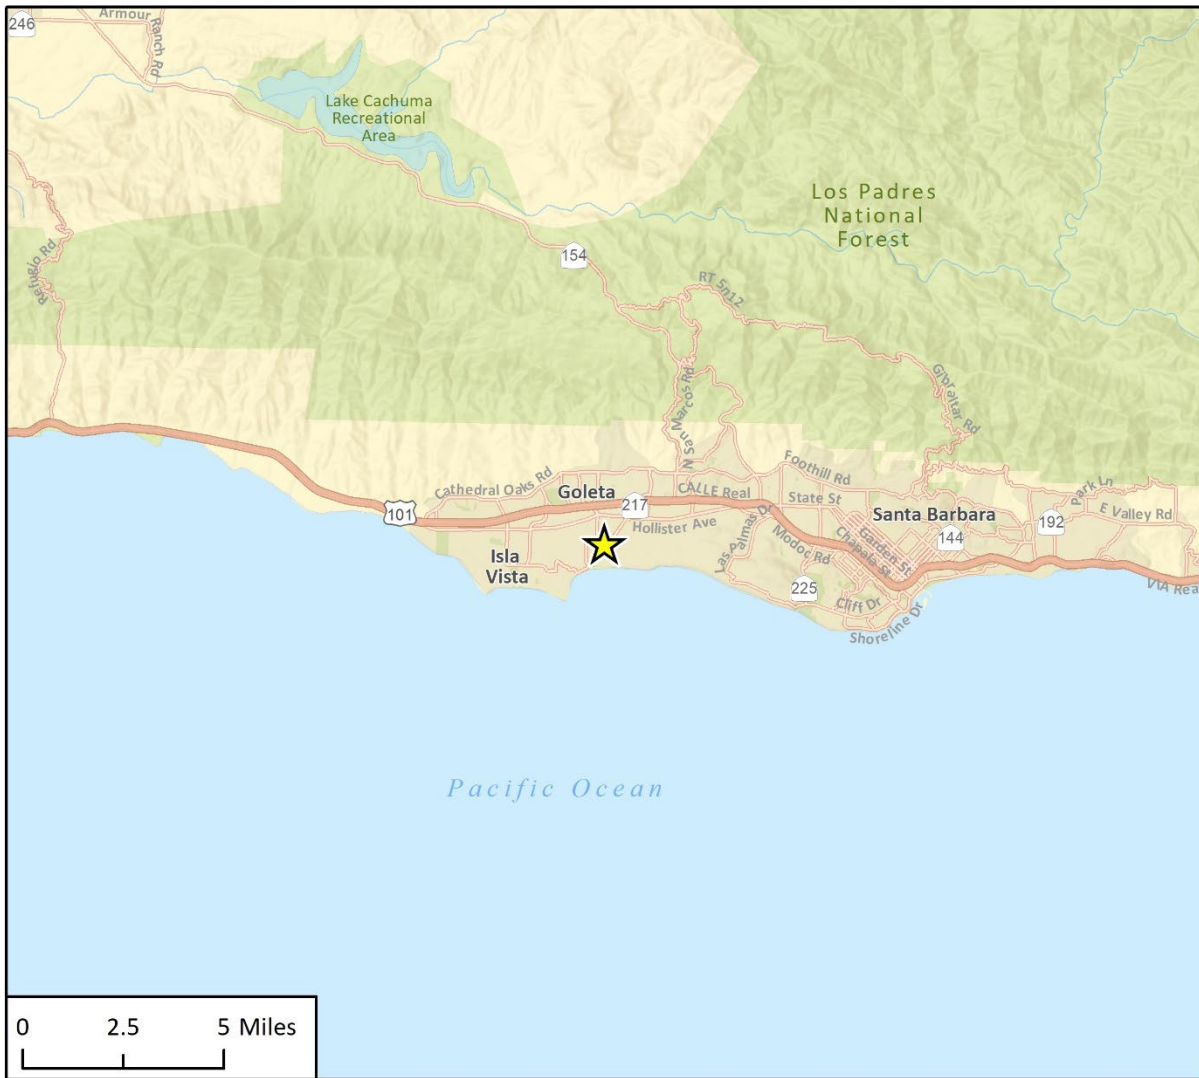 246
Armour
Ranch Rd
Lake Cachuma
Recreational
Area
Los Padres
National
Forest
Refugio Rd
154
RT 5n12
N San Marcos Rd
Gibraltar Rd
Cathedral Oaks Rd
Goleta
217
CALLE Real
Foothill Rd
State St
Park Ln
E Valley Rd
101
Hollister Ave
Santa Barbara
192
144
Isla
Vista
Las Palmas Dr
Modoc Rd
Garden St
Chapala St
225
Cliff Dr
Shoreline Dr
VIA Rea
Pacific Ocean
0 2.5 5 Miles